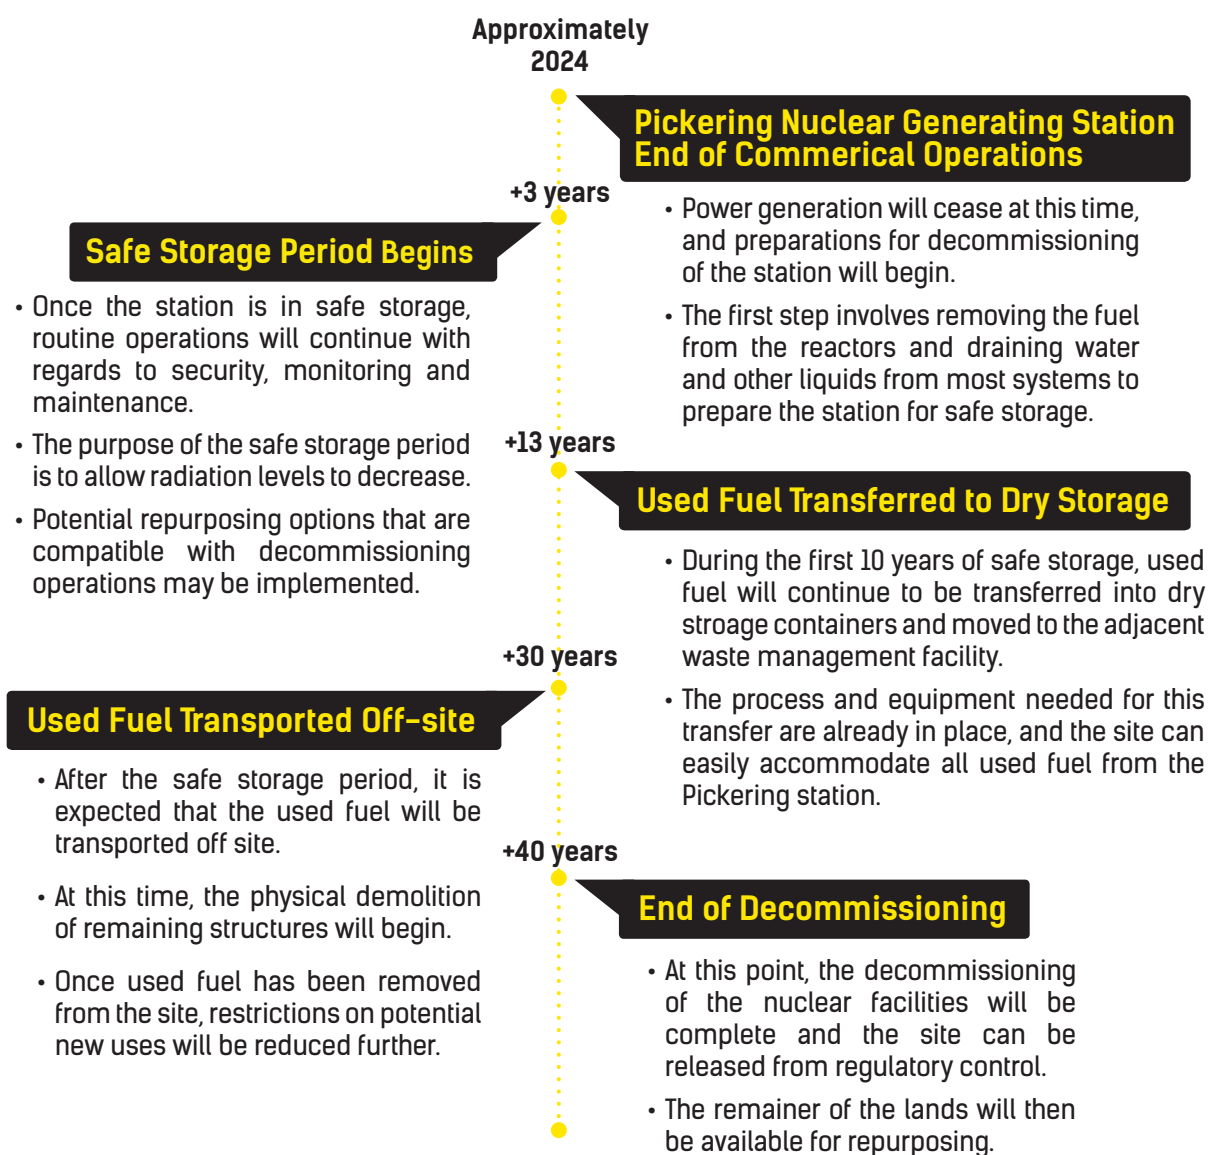 Approximately
2024
Pickering Nuclear Generating Station
End of Commerical Operations
• Power generation will cease at this time,
and preparations for decommissioning
of the station will begin.
• The first step involves removing the fuel
from the reactors and draining water
and other liquids from most systems to
prepare the station for safe storage.
+3 years
Safe Storage Period Begins
• Once the station is in safe storage,
routine operations will continue with
regards to security, monitoring and
maintenance.
• The purpose of the safe storage period
is to allow radiation levels to decrease.
• Potential repurposing options that are
compatible with decommissioning
operations may be implemented.
+13 years
Used Fuel Transferred to Dry Storage
• During the first 10 years of safe storage, used
fuel will continue to be transferred into dry
stroage containers and moved to the adjacent
waste management facility.
• The process and equipment needed for this
transfer are already in place, and the site can
easily accommodate all used fuel from the
Pickering station.
+30 years
Used Fuel Transported Off-site
• After the safe storage period, it is
expected that the used fuel will be
transported off site.
• At this time, the physical demolition
of remaining structures will begin.
• Once used fuel has been removed
from the site, restrictions on potential
new uses will be reduced further.
+40 years
End of Decommissioning
• At this point, the decommissioning
of the nuclear facilities will be
complete and the site can be
released from regulatory control.
• The remainer of the lands will then
be available for repurposing.